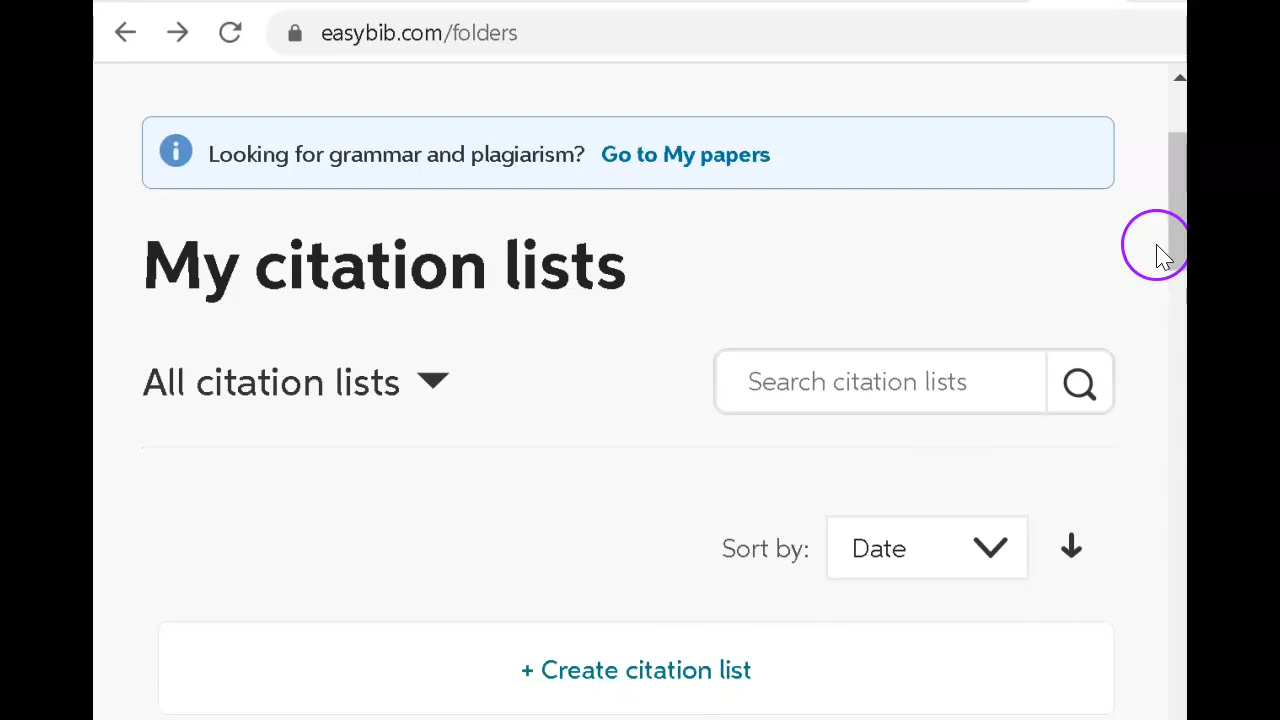 easybib.com/folders
Looking for grammar and plagiarism? Go to My papers
My citation lists
All citation lists
Search citation lists
Sort by: Date
+ Create citation list